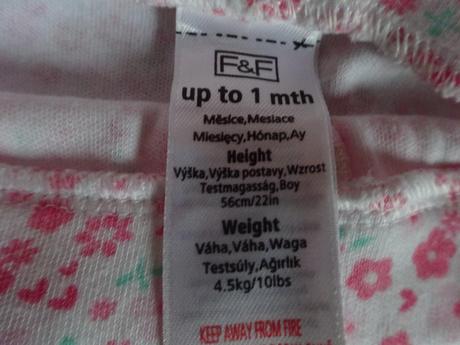 F&F
up to 1 mth
Měsíce,Mesiace
Miesięcy,Hónap,Ay
Height
Výška,Výška postavy,Wzrost
Testmagasság,Boy
56cm/22in
Weight
Váha,Váha,Waga
Testsúly,Ağırlık
4.5kg/10lbs
KEEP AWAY FROM FIRE